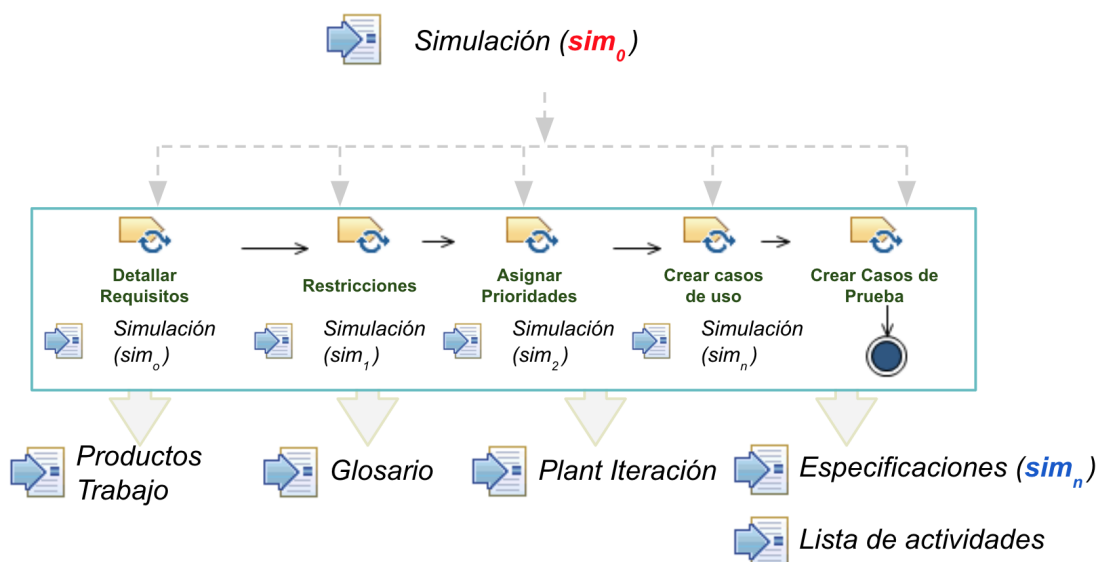 Simulación (sim0)
Detallar
Requisitos
Restricciones
Asignar
Prioridades
Crear casos
de uso
Crear Casos de
Prueba
Simulación
(simo)
Simulación
(sim1)
Simulación
(sim2)
Simulación
(simn)
Productos
Trabajo
Glosario
Plant Iteración
Especificaciones (simn)
Lista de actividades